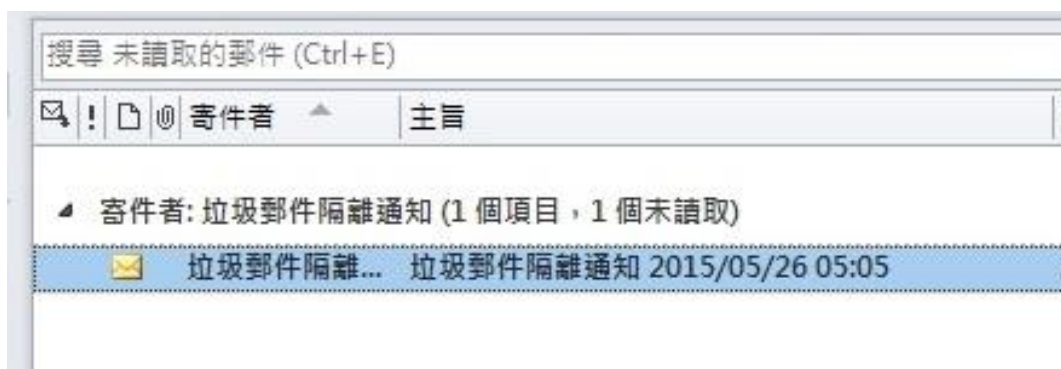 搜尋 未讀取的郵件 (Ctrl+E)
! 寄件者 主旨
寄件者: 垃圾郵件隔離通知 (1 個項目，1 個未讀取)
垃圾郵件隔離... 垃圾郵件隔離通知 2015/05/26 05:05